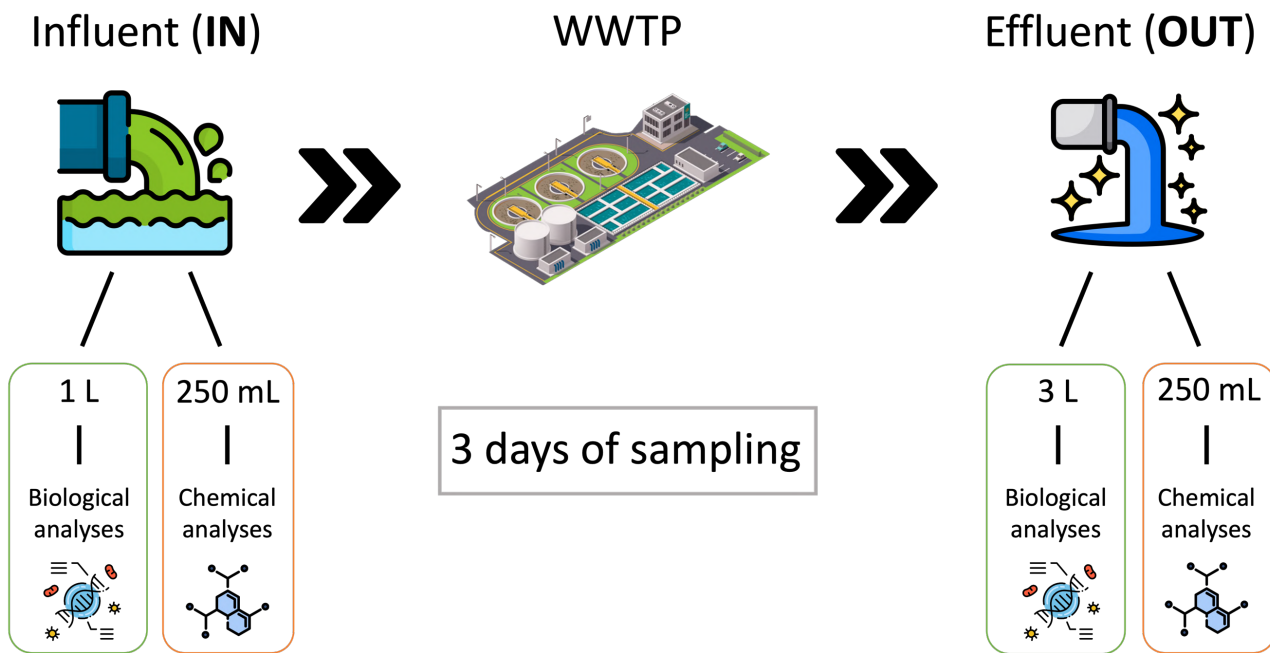 Influent (IN)
WWTP
Effluent (OUT)
1 L
Biological
analyses
250 mL
Chemical
analyses
3 days of sampling
3 L
Biological
analyses
250 mL
Chemical
analyses